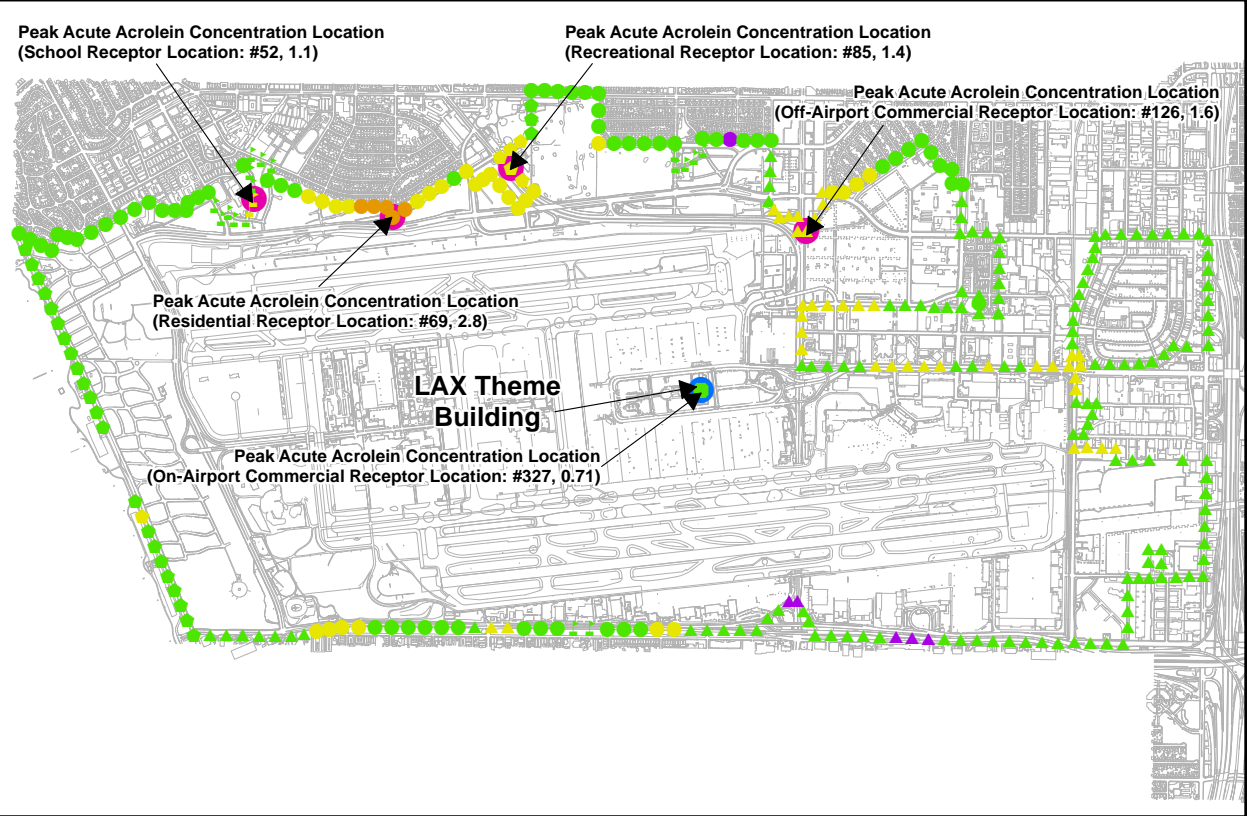 Peak Acute Acrolein Concentration Location
(School Receptor Location: #52, 1.1)
Peak Acute Acrolein Concentration Location
(Recreational Receptor Location: #85, 1.4)
Peak Acute Acrolein Concentration Location
(Off-Airport Commercial Receptor Location: #126, 1.6)
Peak Acute Acrolein Concentration Location
(Residential Receptor Location: #69, 2.8)
LAX Theme
Building
Peak Acute Acrolein Concentration Location
(On-Airport Commercial Receptor Location: #327, 0.71)